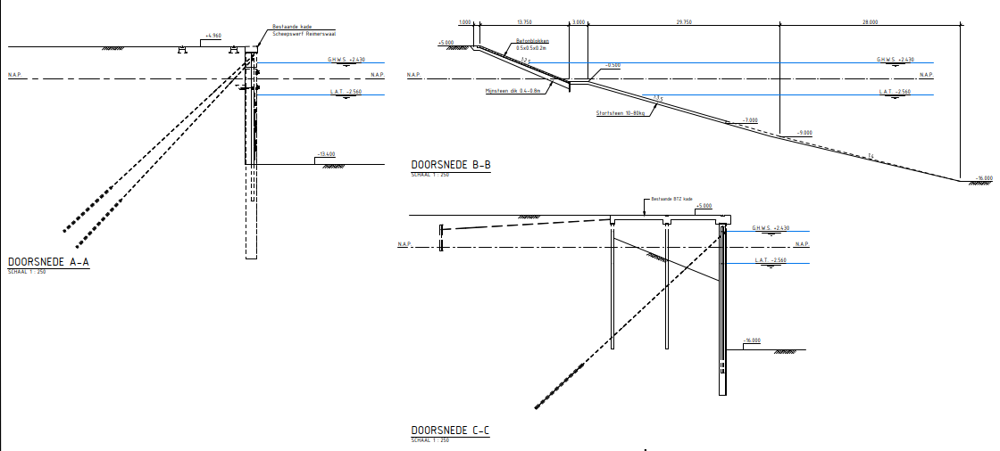 Bestaande kade
Scheepswerf Reimerswaal
+4.960
G.H.W.S. +2.430
N.A.P.
N.A.P.
L.A.T. -2.560
-13.400
DOORSNEDE A-A
SCHAAL 1 : 250
1.000
13.750
3.000
29.750
28.000
+5.000
Betonblokken
0.5x0.5x0.2m
1:2.5
G.H.W.S. +2.430
-0.500
N.A.P.
N.A.P.
Mijnsteen dik 0.4-0.8m
L.A.T. -2.560
1:3.5
Stortsteen 10-80kg
-7.000
-9.000
1:4
-16.000
DOORSNEDE B-B
SCHAAL 1 : 250
Bestaande BTZ kade
+5.000
G.H.W.S. +2.430
N.A.P.
N.A.P.
L.A.T. -2.560
-16.000
DOORSNEDE C-C
SCHAAL 1 : 250